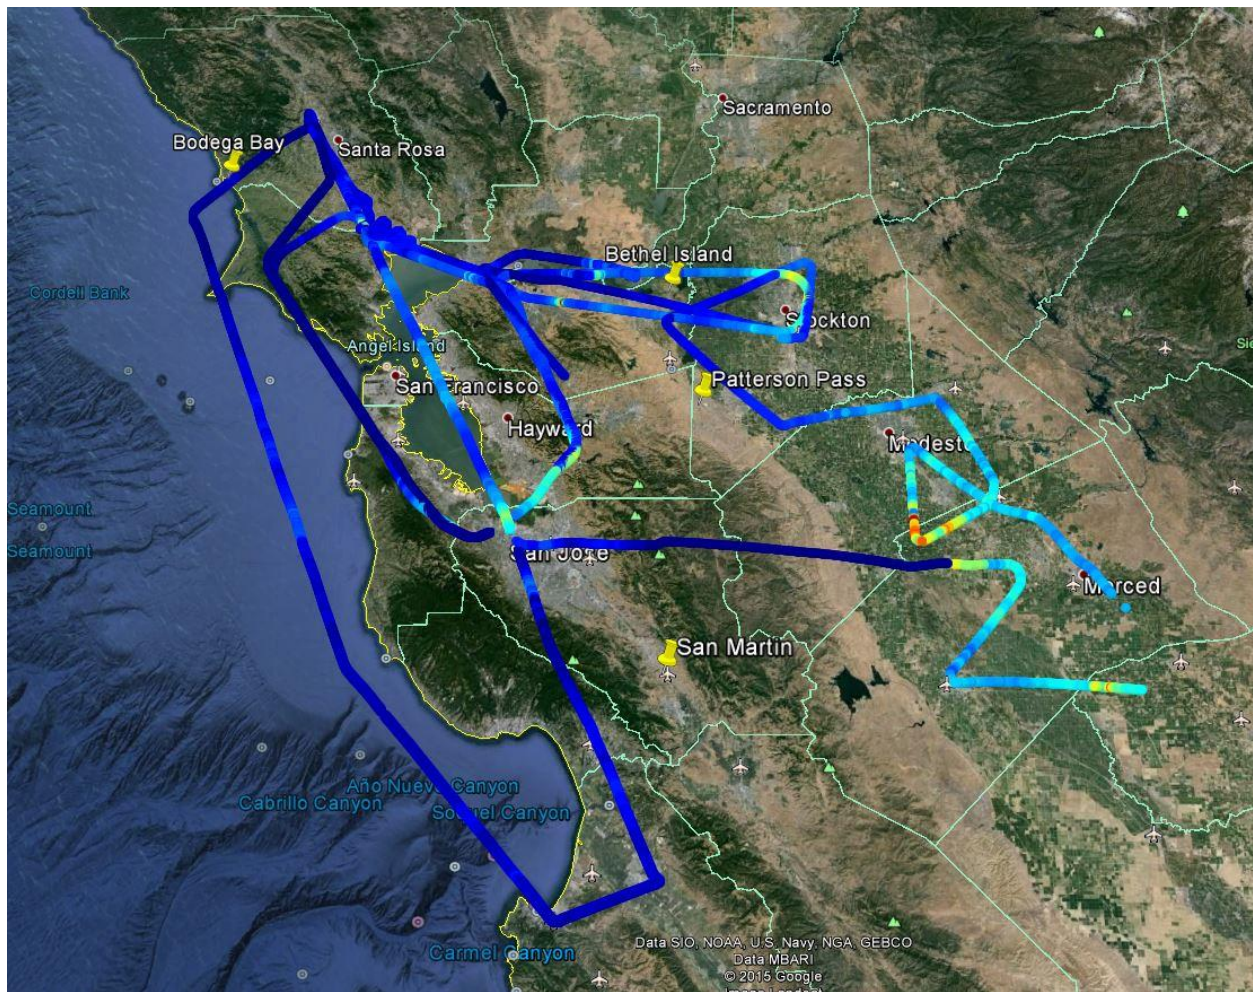 Sacramento
Bodega Bay
Santa Rosa
Bethel Island
Cordell Bank
Stockton
Angel Island
San Francisco
Patterson Pass
Hayward
Modesto
Seamount
Seamount
San Jose
Merced
San Martin
Año Nuevo Canyon
Cabrillo Canyon
Soquel Canyon
Carmel Canyon
Data SIO, NOAA, U.S. Navy, NGA, GEBCO
Data MBARI
© 2015 Google